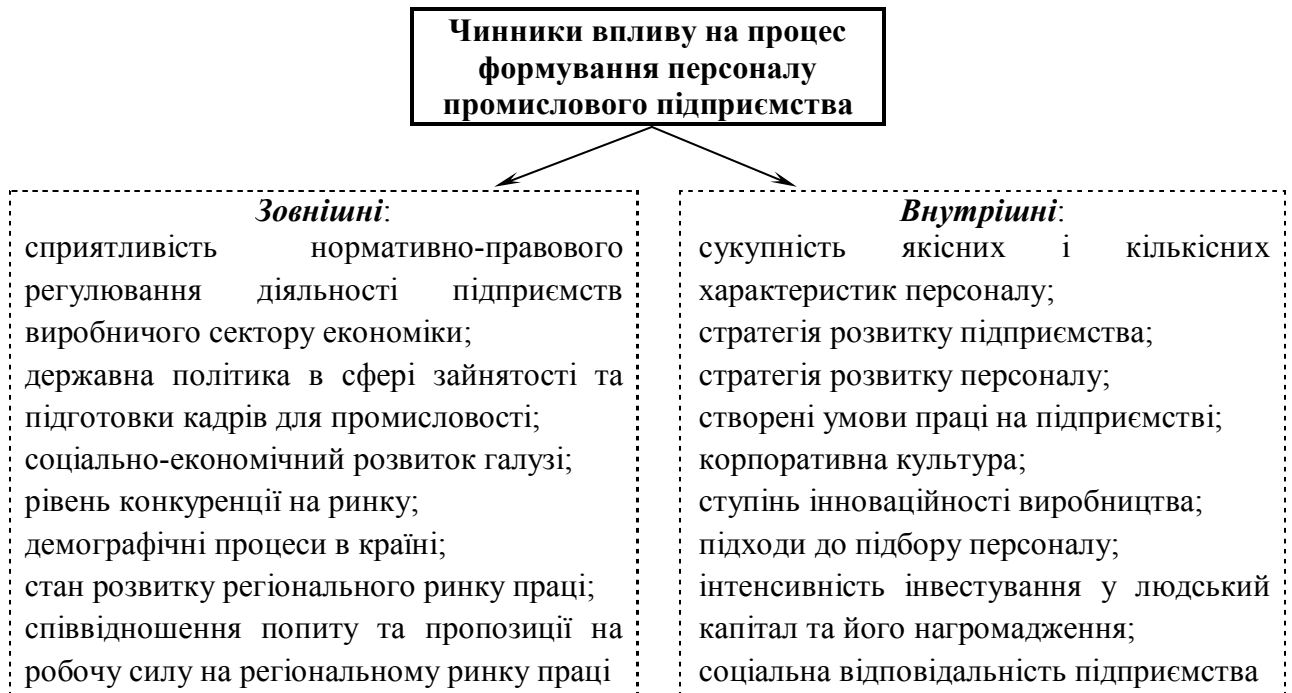 Чинники впливу на процес
формування персоналу
промислового підприємства
Зовнішні:
сприятливість нормативно-правового
регулювання діяльності підприємств
виробничого сектору економіки;
державна політика в сфері зайнятості та
підготовки кадрів для промисловості;
соціально-економічний розвиток галузі;
рівень конкуренції на ринку;
демографічні процеси в країні;
стан розвитку регіонального ринку праці;
співвідношення попиту та пропозиції на
робочу силу на регіональному ринку праці
Внутрішні:
сукупність якісних і кількісних
характеристик персоналу;
стратегія розвитку підприємства;
стратегія розвитку персоналу;
створені умови праці на підприємстві;
корпоративна культура;
ступінь інноваційності виробництва;
підходи до підбору персоналу;
інтенсивність інвестування у людський
капітал та його нагромадження;
соціальна відповідальність підприємства